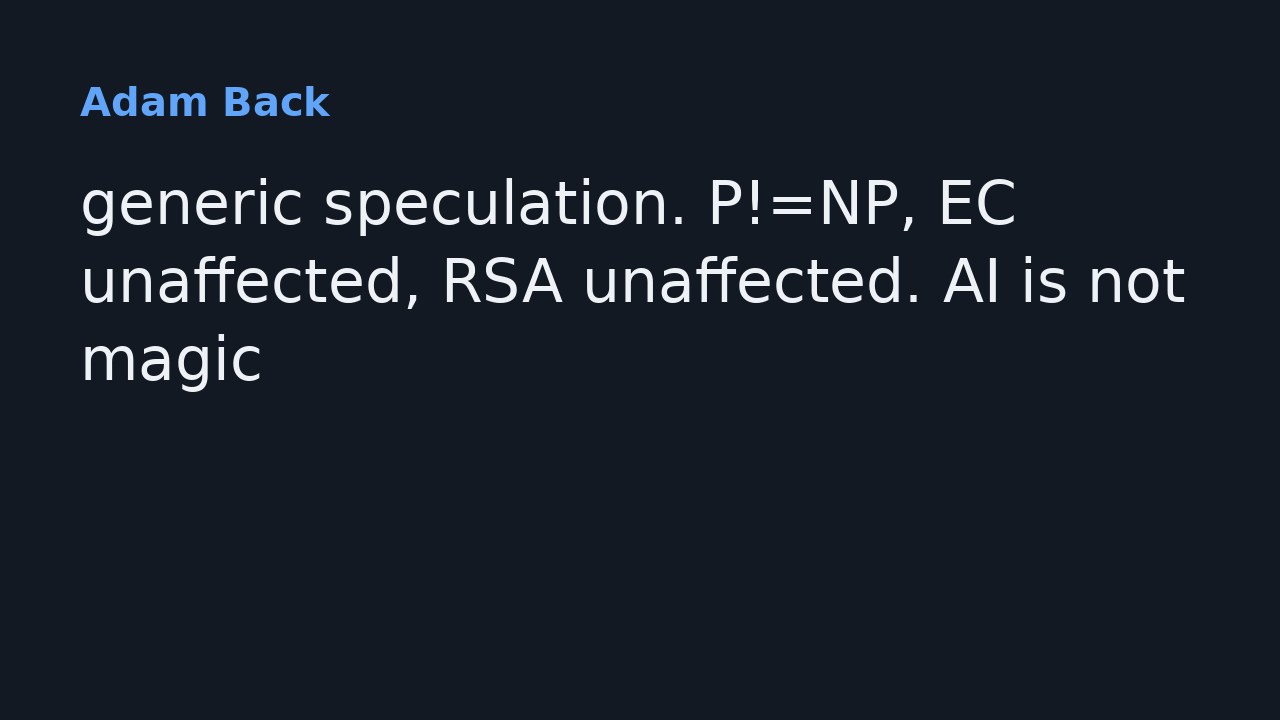 Adam Back
generic speculation. P!=NP, EC
unaffected, RSA unaffected. AI is not
magic